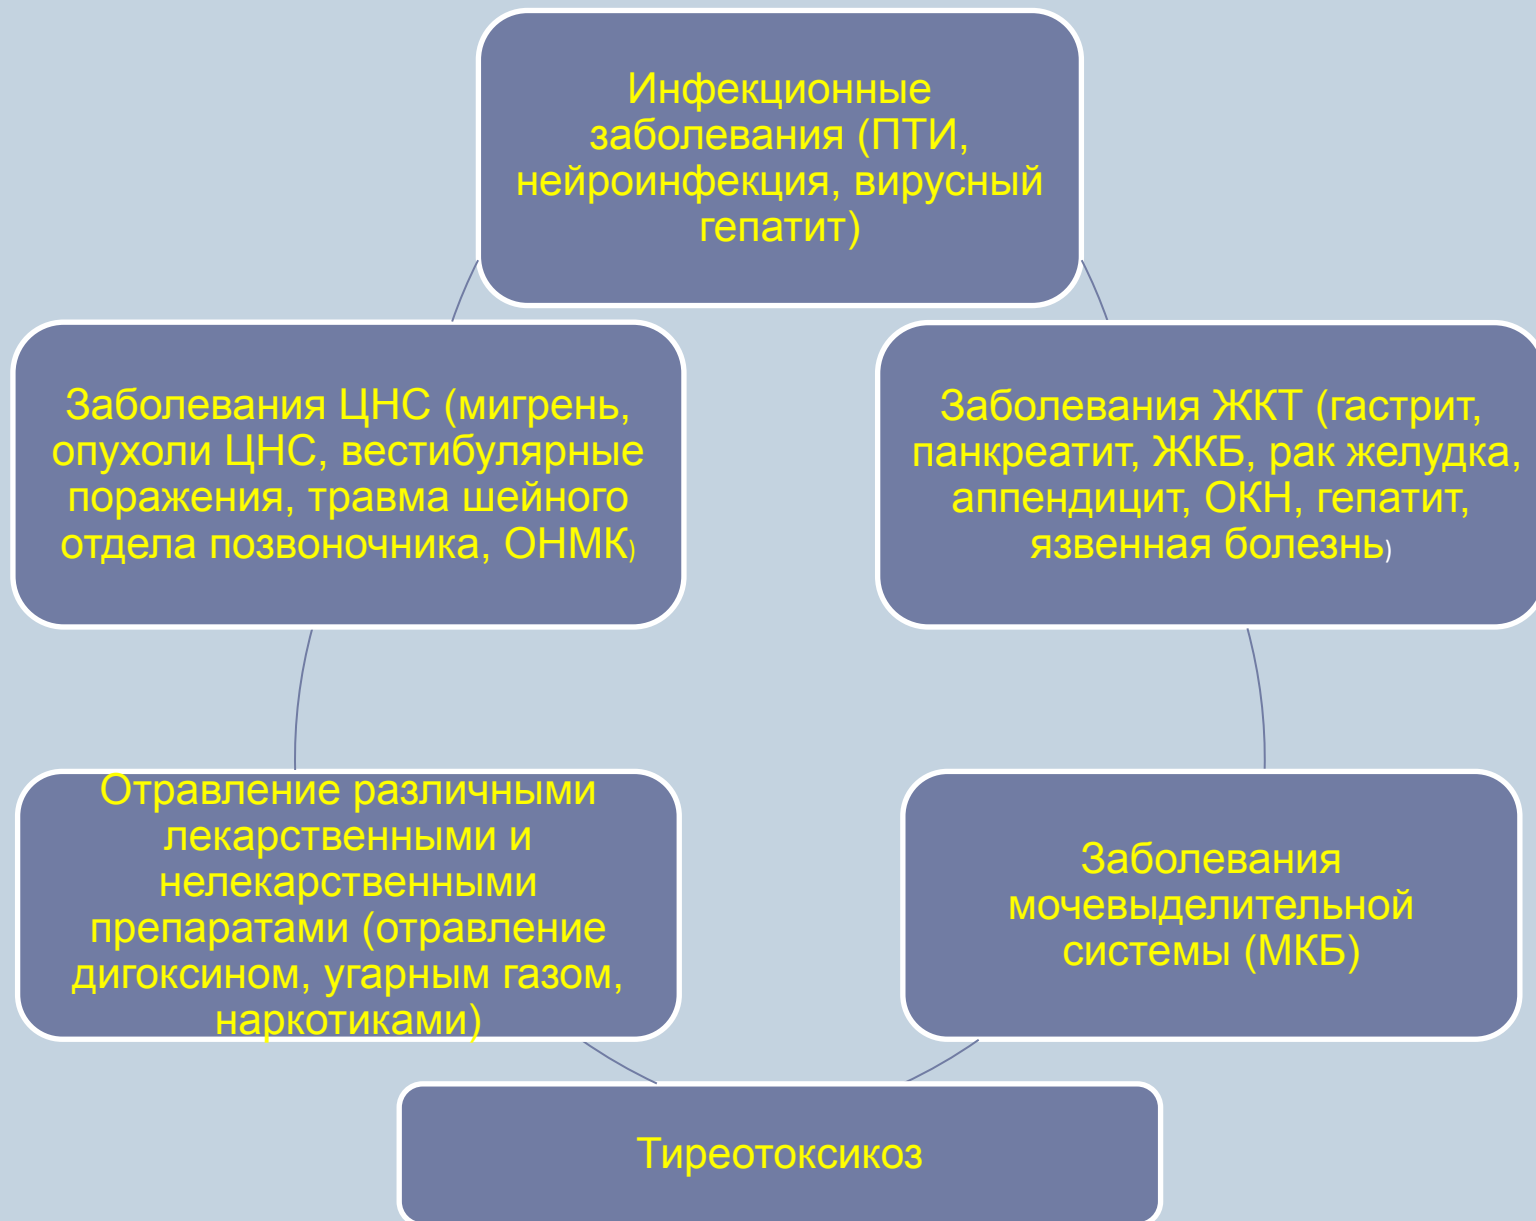 Инфекционные
заболевания (ПТИ,
нейроинфекция, вирусный
гепатит)
Заболевания ЦНС (мигрень,
опухоли ЦНС, вестибулярные
поражения, травма шейного
отдела позвоночника, ОНМК)
Заболевания ЖКТ (гастрит,
панкреатит, ЖКБ, рак желудка,
аппендицит, ОКН, гепатит,
язвенная болезнь)
Отравление различными
лекарственными и
нелекарственными
препаратами (отравление
дигоксином, угарным газом,
наркотиками)
Заболевания
мочевыделительной
системы (МКБ)
Тиреотоксикоз